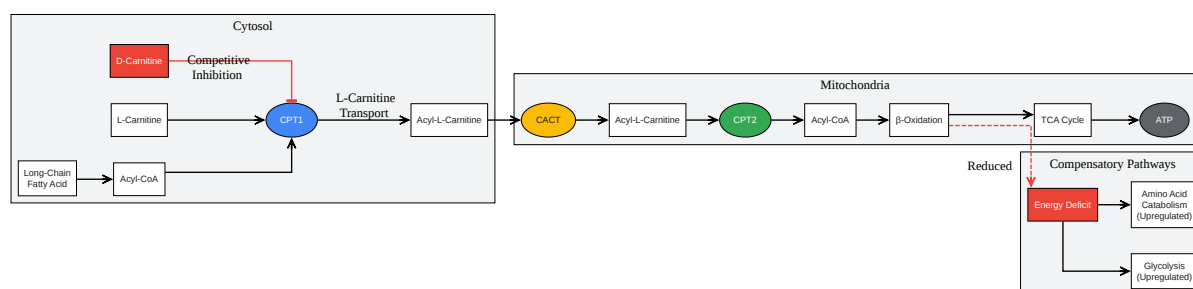 Cytosol
D-Carnitine
Competitive
Inhibition
L-Carnitine
CPT1
L-Carnitine
Transport
Acyl-L-Carnitine
Long-Chain
Fatty Acid
Acyl-CoA
Mitochondria
CACT
Acyl-L-Carnitine
CPT2
Acyl-CoA
β-Oxidation
TCA Cycle
ATP
Reduced
Compensatory Pathways
Energy Deficit
Amino Acid
Catabolism
(Upregulated)
Glycolysis
(Upregulated)